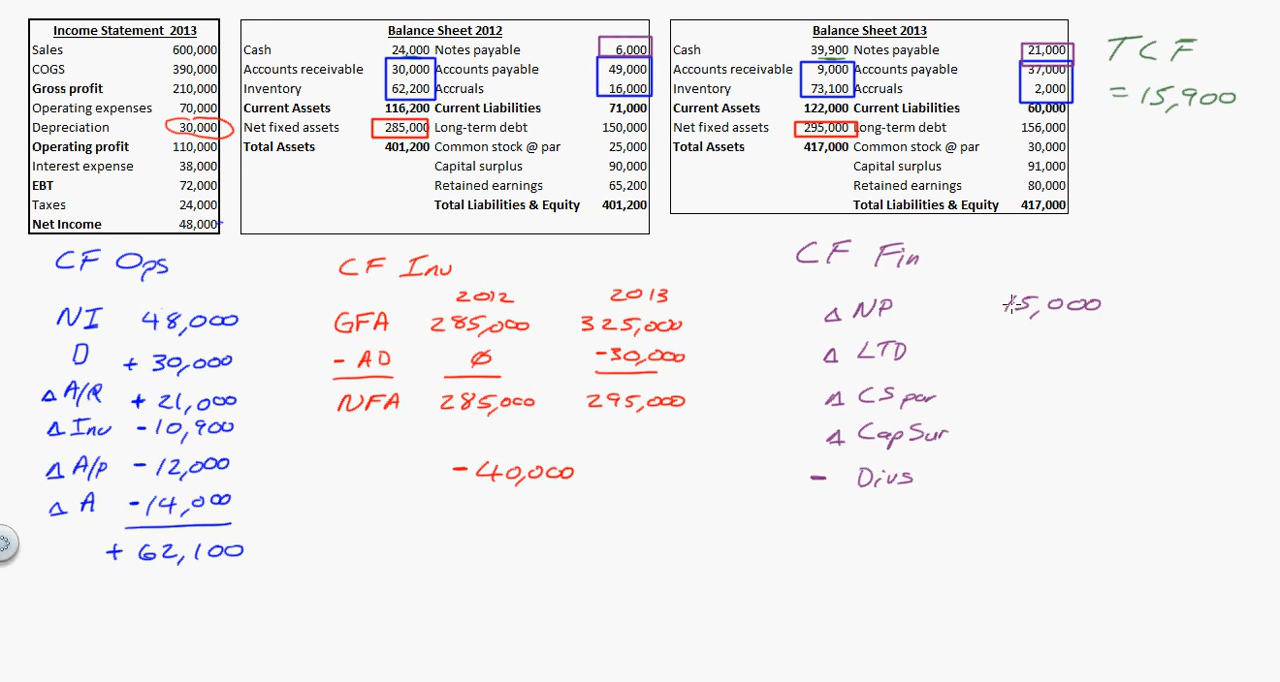 Income Statement 2013
Sales 600,000
COGS 390,000
Gross profit 210,000
Operating expenses 70,000
Depreciation 30,000
Operating profit 110,000
Interest expense 38,000
EBT 72,000
Taxes 24,000
Net Income 48,000
Balance Sheet 2012
Cash 24,000 Notes payable 6,000
Accounts receivable 30,000 Accounts payable 49,000
Inventory 62,200 Accruals 16,000
Current Assets 116,200 Current Liabilities 71,000
Net fixed assets 285,000 Long-term debt 150,000
Total Assets 401,200 Common stock @ par 25,000
Capital surplus 90,000
Retained earnings 65,200
Total Liabilities & Equity 401,200
Balance Sheet 2013
Cash 39,900 Notes payable 21,000
Accounts receivable 9,000 Accounts payable 37,000
Inventory 73,100 Accruals 2,000
Current Assets 122,000 Current Liabilities 60,000
Net fixed assets 295,000 Long-term debt 156,000
Total Assets 417,000 Common stock @ par 30,000
Capital surplus 91,000
Retained earnings 80,000
Total Liabilities & Equity 417,000
TCF
= 15,900
CF Ops
NI 48,000
D + 30,000
Δ A/R + 21,000
Δ Inv - 10,900
Δ A/p - 12,000
Δ A - 14,000
+ 62,100
CF Inv
2012 2013
GFA 285,000 325,000
- AD Ø -30,000
NFA 285,000 295,000
- 40,000
CF Fin
Δ NP 15,000
Δ LTD
Δ CS par
Δ CapSur
- Divs